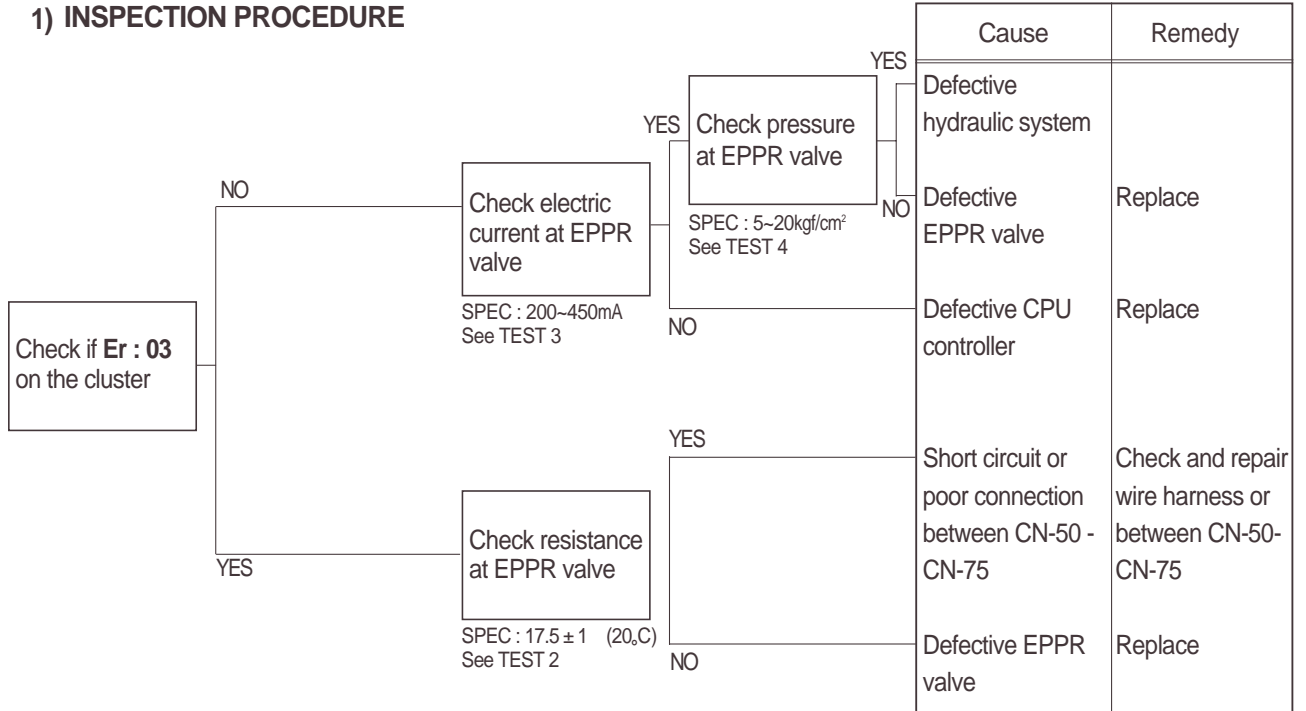 1) INSPECTION PROCEDURE
Cause
Remedy
YES
Defective
hydraulic system
YES
Check pressure
at EPPR valve
NO
Check electric
current at EPPR
valve
NO
Defective
EPPR valve
Replace
SPEC : 5~20kgf/cm²
See TEST 4
SPEC : 200~450mA
See TEST 3
NO
Defective CPU
controller
Replace
Check if Er : 03
on the cluster
YES
Short circuit or
poor connection
between CN-50 -
CN-75
Check and repair
wire harness or
between CN-50-
CN-75
YES
Check resistance
at EPPR valve
SPEC : 17.5 ± 1 (20°C)
See TEST 2
NO
Defective EPPR
valve
Replace